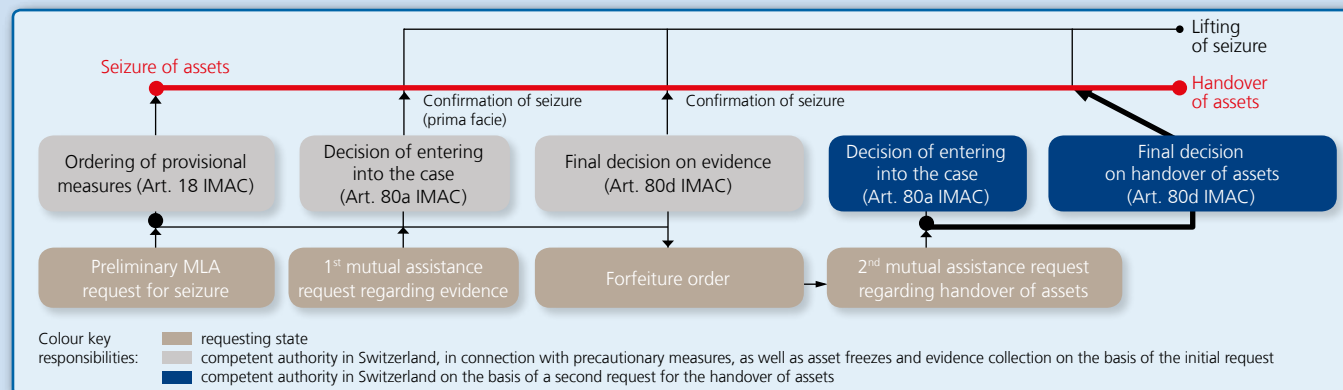 Lifting
of seizure
Seizure of assets
Handover
of assets
Confirmation of seizure
(prima facie)
Confirmation of seizure
Ordering of provisional
measures (Art. 18 IMAC)
Decision of entering
into the case
(Art. 80a IMAC)
Final decision on evidence
(Art. 80d IMAC)
Decision of entering
into the case
(Art. 80a IMAC)
Final decision
on handover of assets
(Art. 80d IMAC)
Preliminary MLA
request for seizure
1st mutual assistance
request regarding evidence
Forfeiture order
2nd mutual assistance request
regarding handover of assets
Colour key
responsibilities:
requesting state
competent authority in Switzerland, in connection with precautionary measures, as well as asset freezes and evidence collection on the basis of the initial request
competent authority in Switzerland on the basis of a second request for the handover of assets